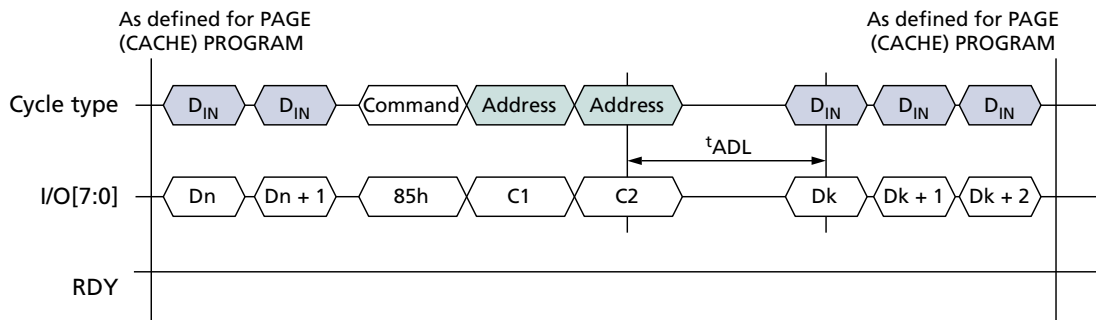 As defined for PAGE
(CACHE) PROGRAM
As defined for PAGE
(CACHE) PROGRAM
Cycle type
DIN
DIN
Command
Address
Address
DIN
DIN
DIN
tADL
I/O[7:0]
Dn
Dn + 1
85h
C1
C2
Dk
Dk + 1
Dk + 2
RDY